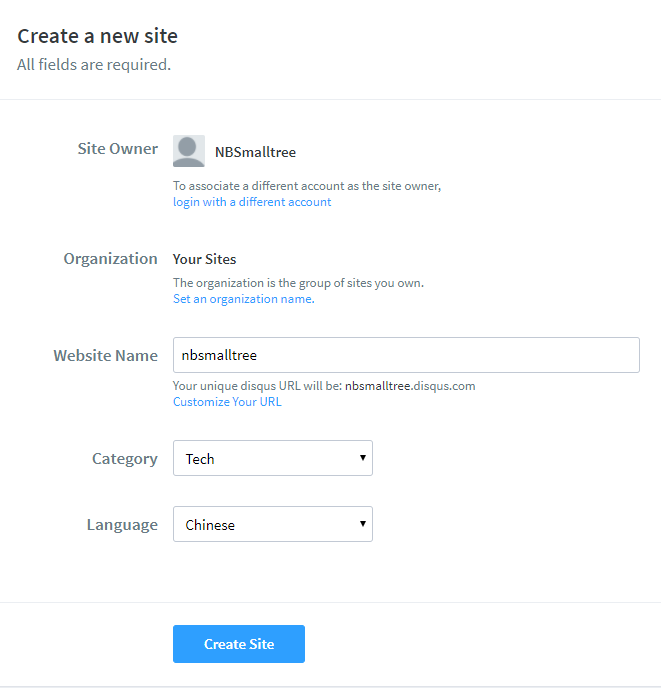 Create a new site
All fields are required.
Site Owner
NBSmalltree
To associate a different account as the site owner,
login with a different account
Organization
Your Sites
The organization is the group of sites you own.
Set an organization name.
Website Name
nbsmalltree
Your unique disqus URL will be: nbsmalltree.disqus.com
Customize Your URL
Category
Tech
Language
Chinese
Create Site